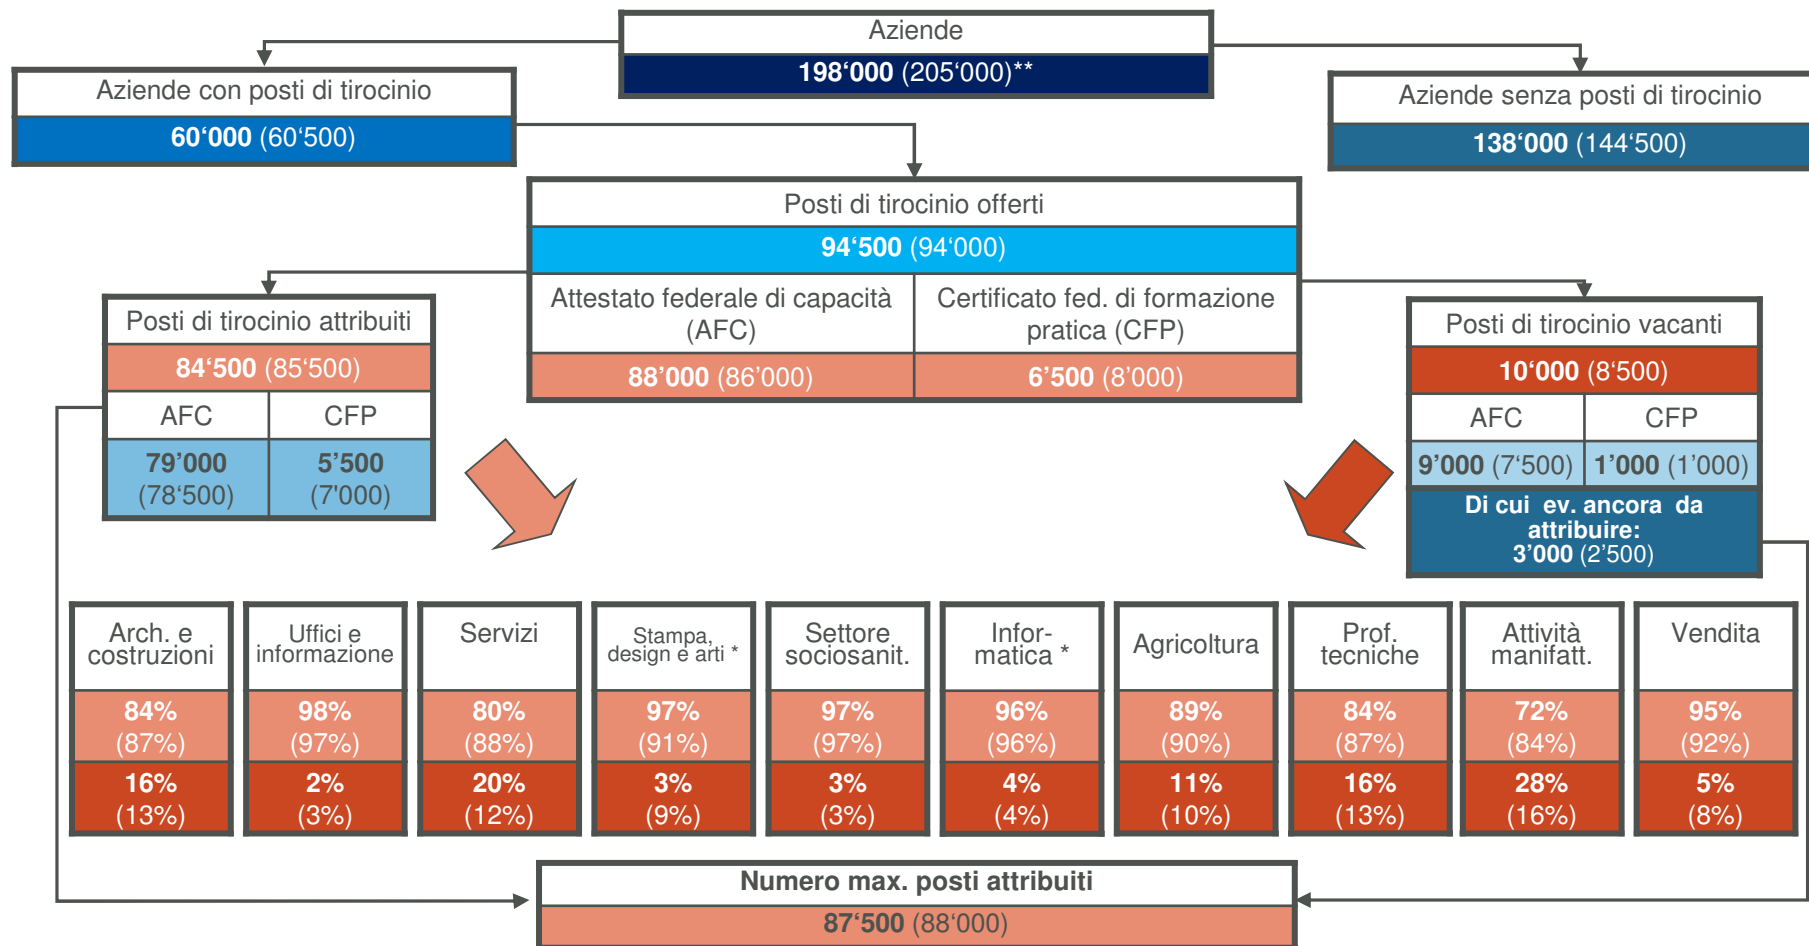 Aziende
198‘000 (205‘000)**
Aziende con posti di tirocinio
60‘000 (60‘500)
Aziende senza posti di tirocinio
138‘000 (144‘500)
Posti di tirocinio offerti
94‘500 (94‘000)
Attestato federale di capacità
(AFC)
88’000 (86’000)
Certificato fed. di formazione
pratica (CFP)
6’500 (8’000)
Posti di tirocinio attribuiti
84‘500 (85‘500)
AFC
CFP
79’000
(78‘500)
5’500
(7’000)
Posti di tirocinio vacanti
10‘000 (8‘500)
AFC
CFP
9’000 (7‘500)
1’000 (1’000)
Di cui ev. ancora da
attribuire:
3’000 (2’500)
Arch. e
costruzioni
84%
(87%)
16%
(13%)
Uffici e
informazione
98%
(97%)
2%
(3%)
Servizi
80%
(88%)
20%
(12%)
Stampa,
design e arti *
97%
(91%)
3%
(9%)
Settore
sociosanit.
97%
(97%)
3%
(3%)
Infor-
matica *
96%
(96%)
4%
(4%)
Agricoltura
89%
(90%)
11%
(10%)
Prof.
tecniche
84%
(87%)
16%
(13%)
Attività
manifatt.
72%
(84%)
28%
(16%)
Vendita
95%
(92%)
5%
(8%)
Numero max. posti attribuiti
87‘500 (88‘000)